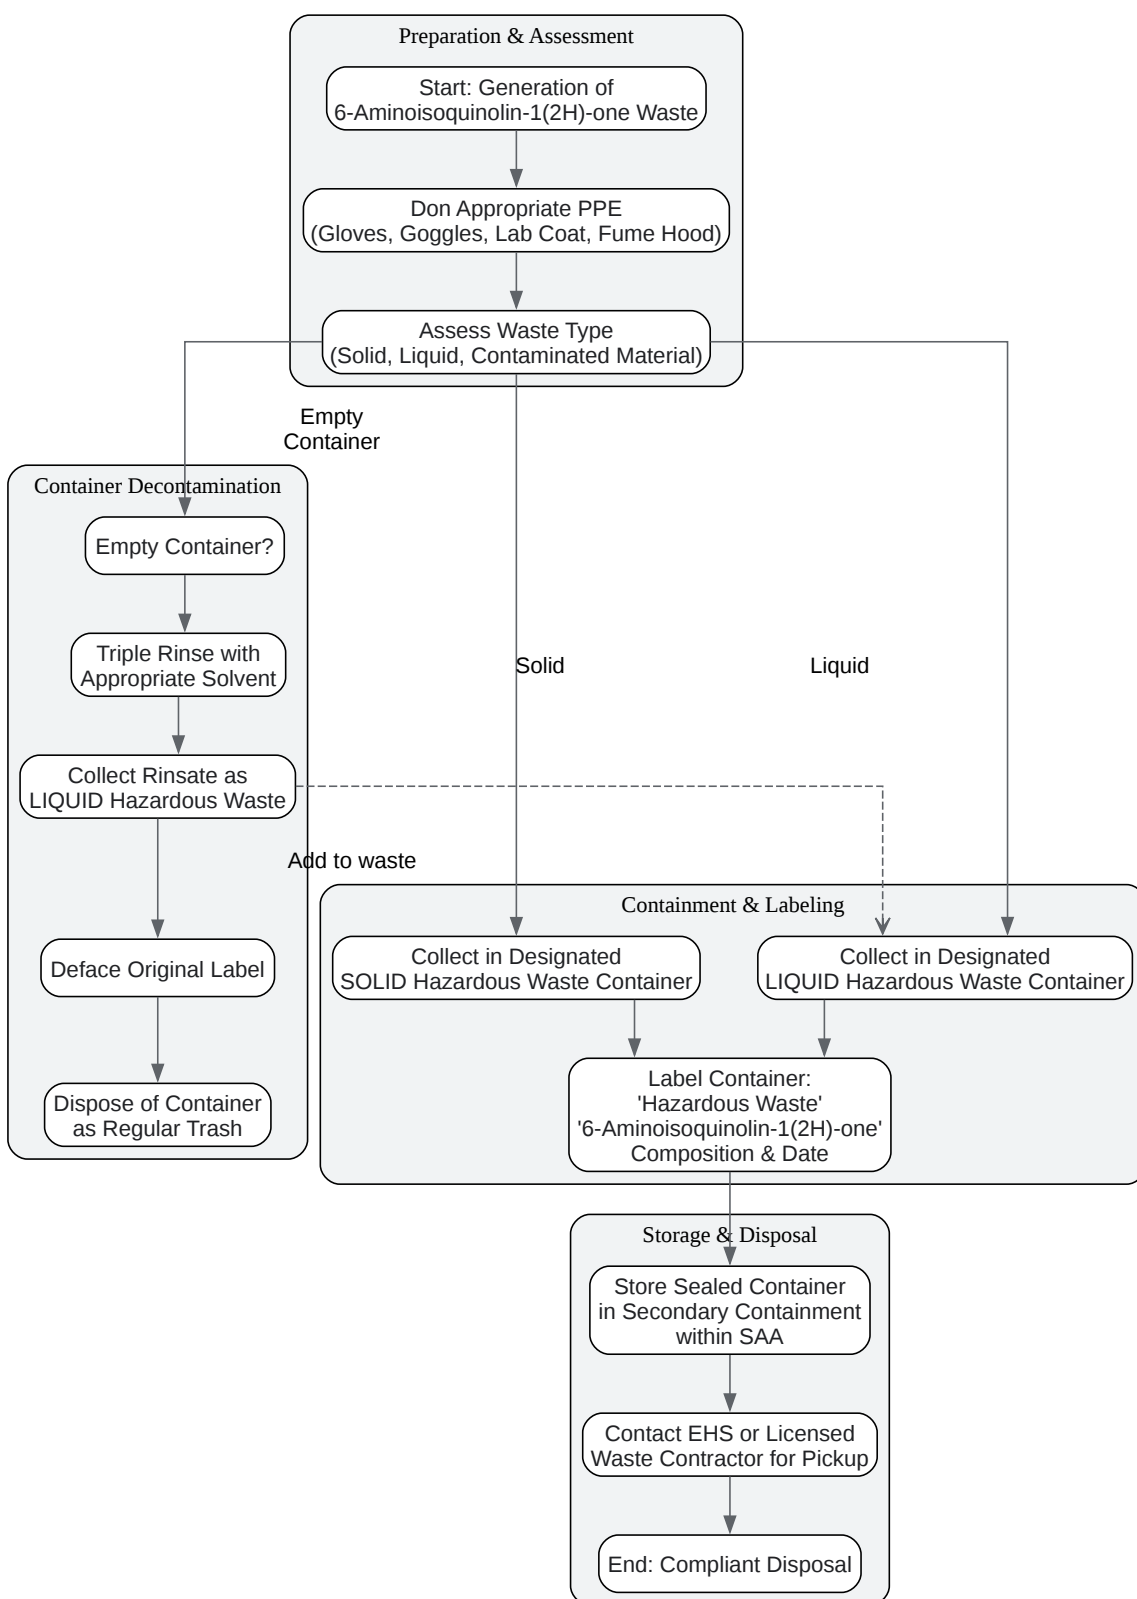 Preparation & Assessment
Start: Generation of
6-Aminoisoquinolin-1(2H)-one Waste
Don Appropriate PPE
(Gloves, Goggles, Lab Coat, Fume Hood)
Assess Waste Type
(Solid, Liquid, Contaminated Material)
Empty
Container
Container Decontamination
Empty Container?
Triple Rinse with
Appropriate Solvent
Solid
Liquid
Collect Rinsate as
LIQUID Hazardous Waste
Add to waste
Containment & Labeling
Deface Original Label
Collect in Designated
SOLID Hazardous Waste Container
Collect in Designated
LIQUID Hazardous Waste Container
Dispose of Container
as Regular Trash
Label Container:
'Hazardous Waste'
'6-Aminoisoquinolin-1(2H)-one'
Composition & Date
Storage & Disposal
Store Sealed Container
in Secondary Containment
within SAA
Contact EHS or Licensed
Waste Contractor for Pickup
End: Compliant Disposal